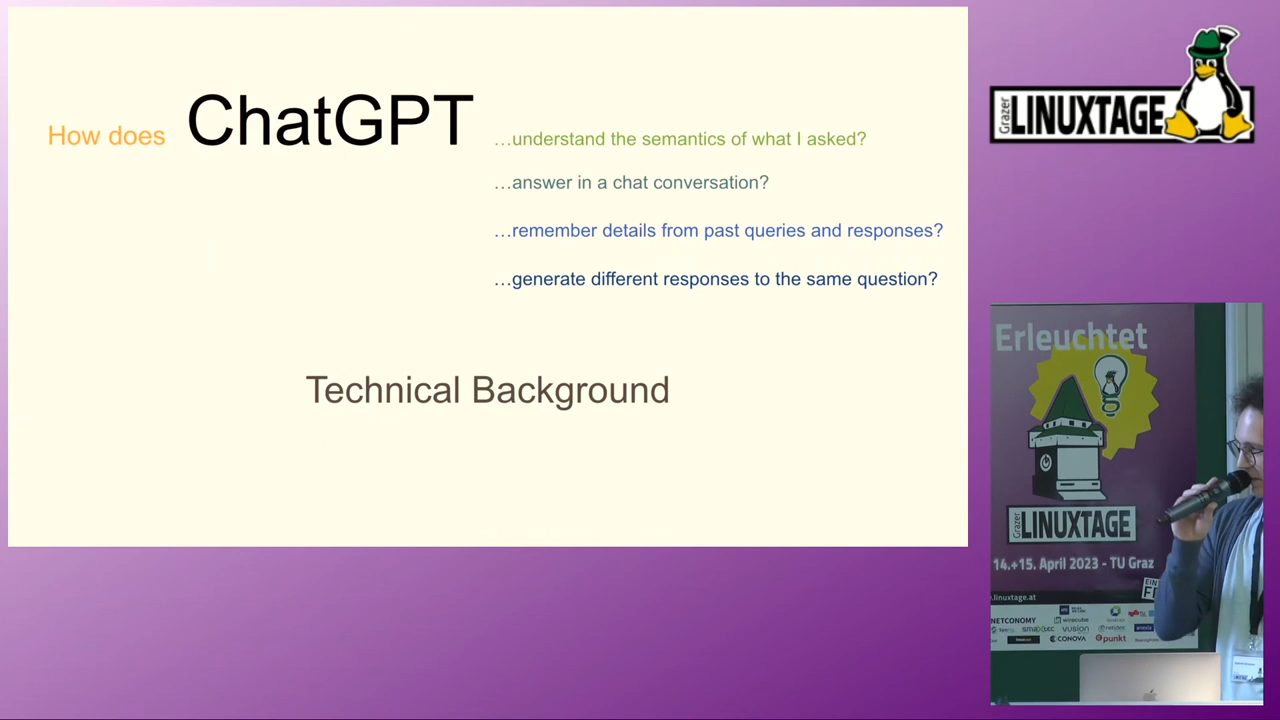 How does ChatGPT ...understand the semantics of what I asked?
...answer in a chat conversation?
...remember details from past queries and responses?
...generate different responses to the same question?
Technical Background
Grazer LINUXTAGE
Erleuchtet
Grazer LINUXTAGE
14.+15. April 2023 - TU Graz
.linuxtage.at
NETCONOMY
wirecube
VUSION
CONOVA
punkt